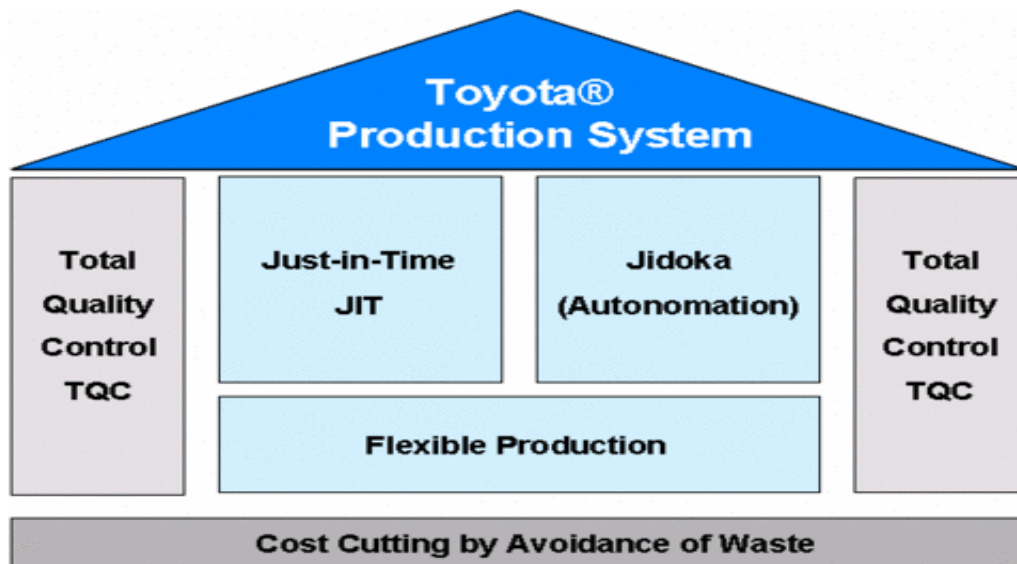 Toyota®
Production System
Total
Quality
Control
TQC
Just-in-Time
JIT
Jidoka
(Autonomation)
Total
Quality
Control
TQC
Flexible Production
Cost Cutting by Avoidance of Waste